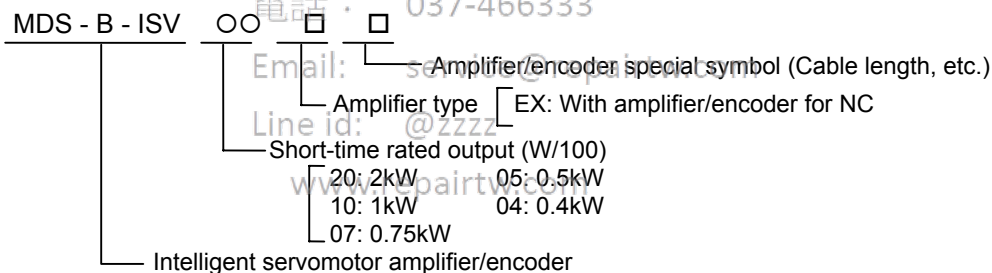 電話: 037-466333
MDS - B - ISV ○○ □ □
Amplifier/encoder special symbol (Cable length, etc.)
Email: service@repairtw.com
Amplifier type EX: With amplifier/encoder for NC
Line id: @zzzz
Short-time rated output (W/100)
20: 2kW 05: 0.5kW
www.repairtw.com
10: 1kW 04: 0.4kW
07: 0.75kW
Intelligent servomotor amplifier/encoder